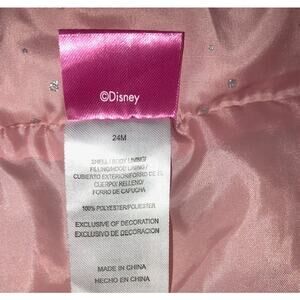 ©Disney
24M
SHELL / BODY LINING/
FILLING/HOOD LINING /
CUBIERTO EXTERIOR/FORRO DE EL
CUERPO/ RELLENO/
FORRO DE CAPUCHA
100% POLYESTER/POLIESTER
EXCLUSIVE OF DECORATION
EXCLUSIVO DE DECORACION
MADE IN CHINA
HECHO EN CHINA